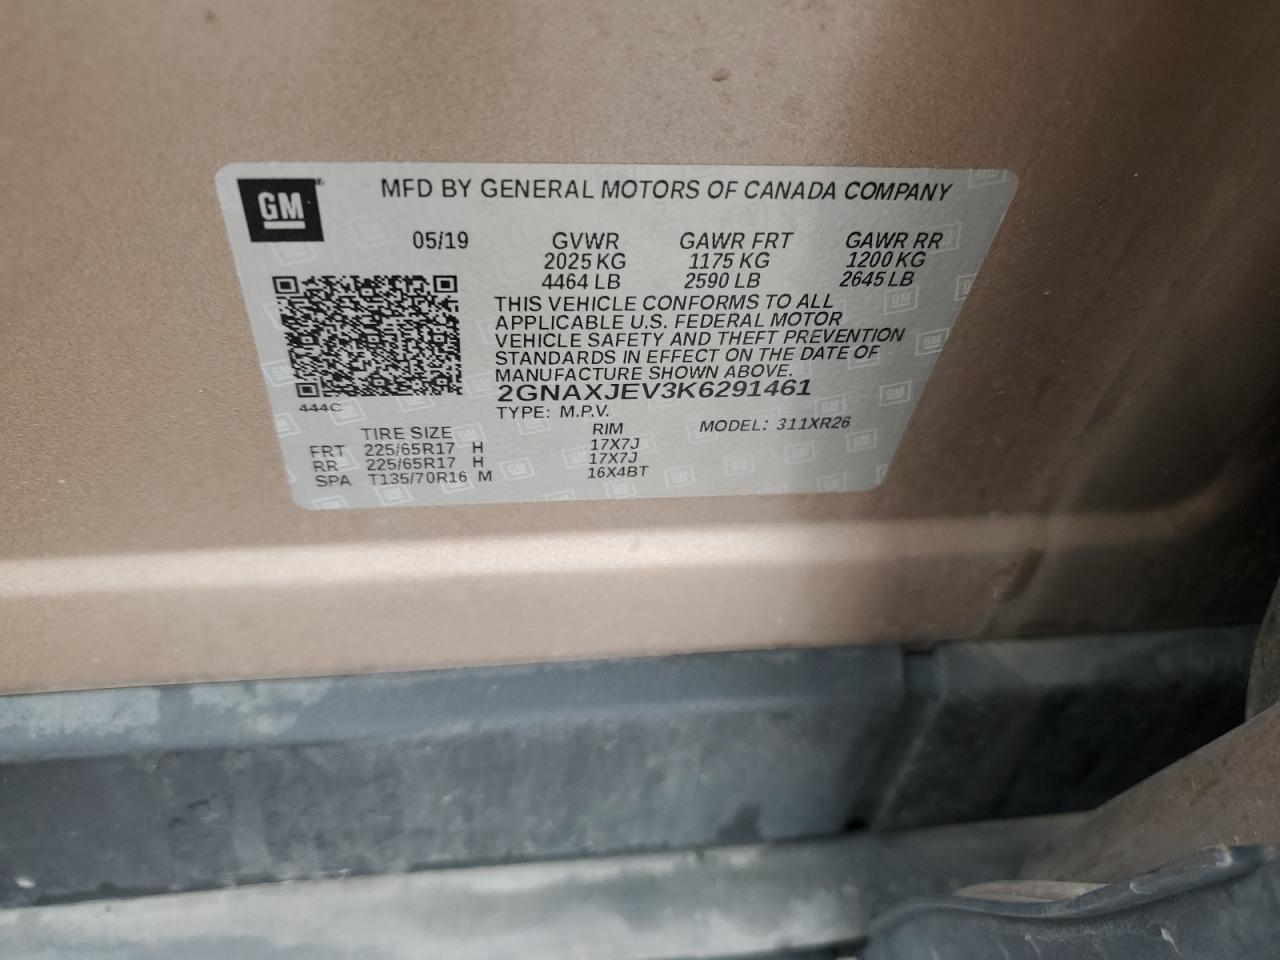 GM
MFD BY GENERAL MOTORS OF CANADA COMPANY
05/19 GVWR GAWR FRT GAWR RR
2025 KG 1175 KG 1200 KG
4464 LB 2590 LB 2645 LB
THIS VEHICLE CONFORMS TO ALL
APPLICABLE U.S. FEDERAL MOTOR
VEHICLE SAFETY AND THEFT PREVENTION
STANDARDS IN EFFECT ON THE DATE OF
MANUFACTURE SHOWN ABOVE.
2GNAXJEV3K6291461
444C
TYPE: M.P.V. MODEL: 311XR26
TIRE SIZE RIM
FRT 225/65R17 H 17X7J
RR 225/65R17 H 17X7J
SPA T135/70R16 M 16X4BT